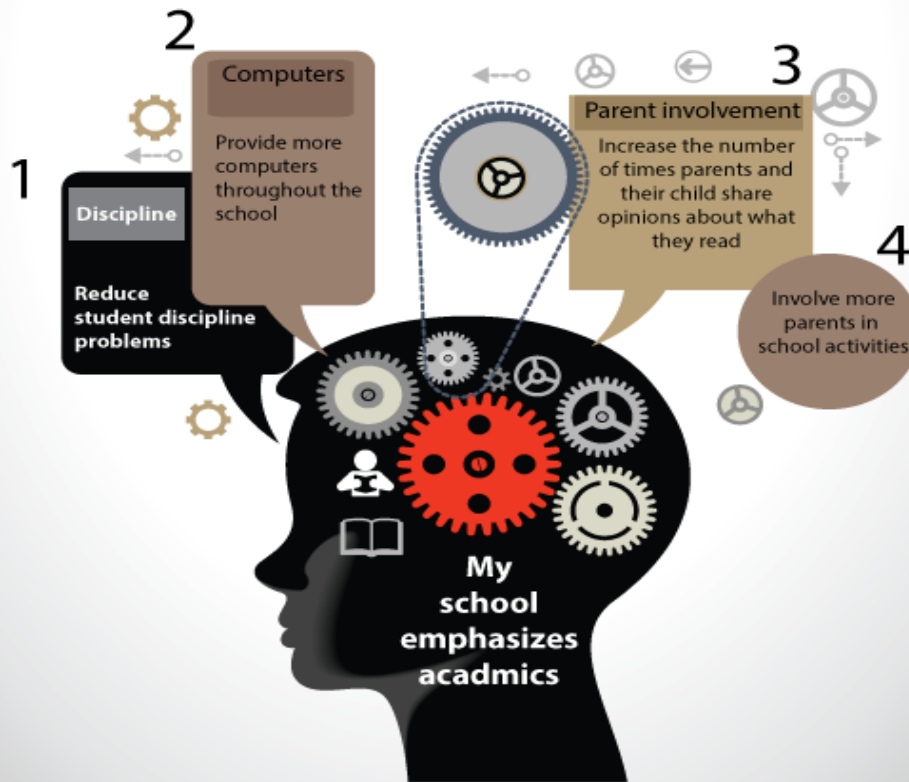 1
Discipline
Reduce
student discipline
problems
2
Computers
Provide more
computers
throughout the
school
3
Parent involvement
Increase the number
of times parents and
their child share
opinions about what
they read
4
Involve more
parents in
school activities
My
school
emphasizes
acadmics